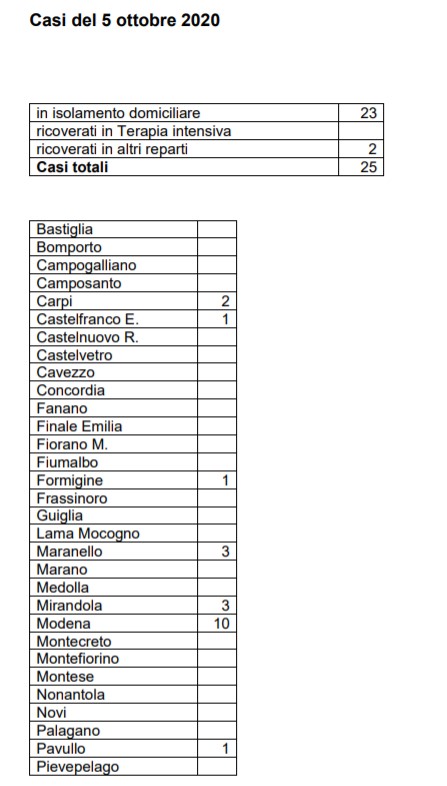 Casi del 5 ottobre 2020
in isolamento domiciliare 23
ricoverati in Terapia intensiva
ricoverati in altri reparti 2
Casi totali 25
Bastiglia
Bomporto
Campogalliano
Camposanto
Carpi 2
Castelfranco E. 1
Castelnuovo R.
Castelvetro
Cavezzo
Concordia
Fanano
Finale Emilia
Fiorano M.
Fiumalbo
Formigine 1
Frassinoro
Guiglia
Lama Mocogno
Maranello 3
Marano
Medolla
Mirandola 3
Modena 10
Montecreto
Montefiorino
Montese
Nonantola
Novi
Palagano
Pavullo 1
Pievepelago